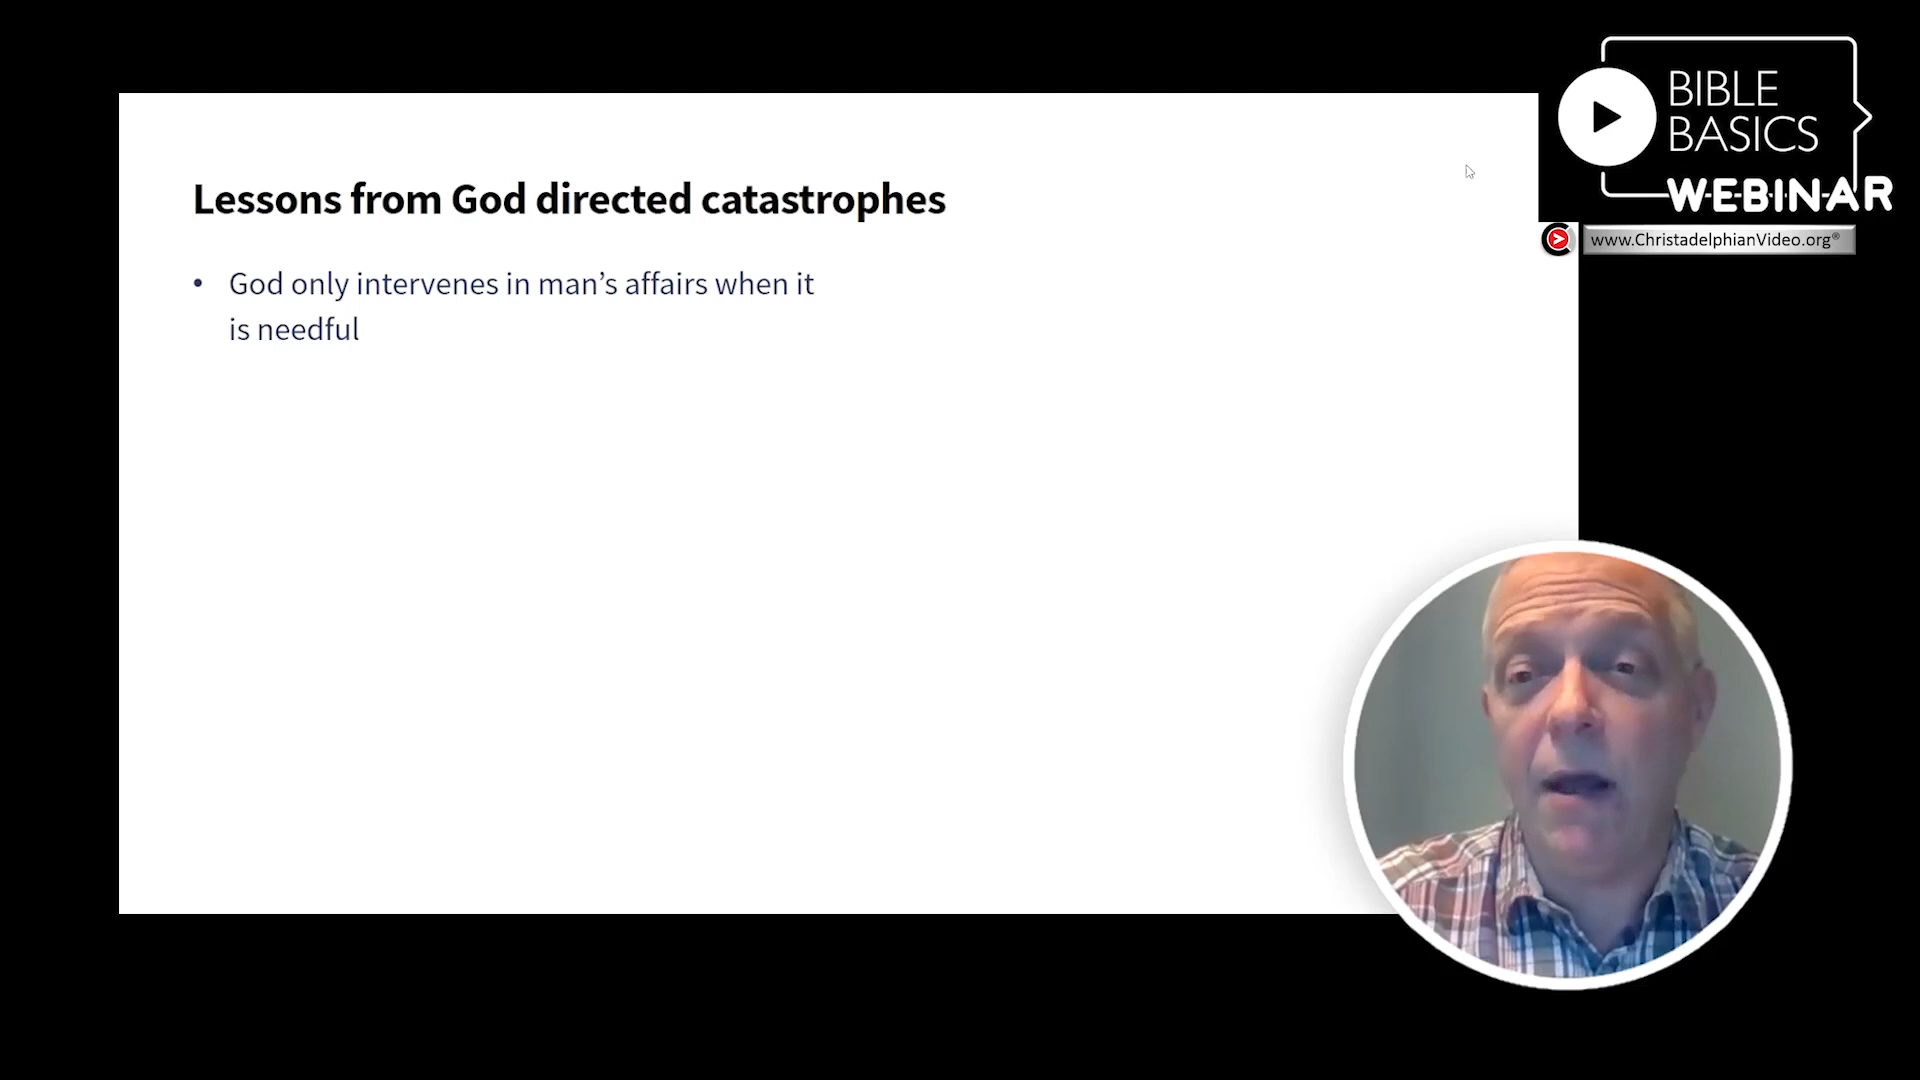 Lessons from God directed catastrophes
• God only intervenes in man’s affairs when it
is needful
BIBLE
BASICS
WEBINAR
www.ChristadelphianVideo.org®